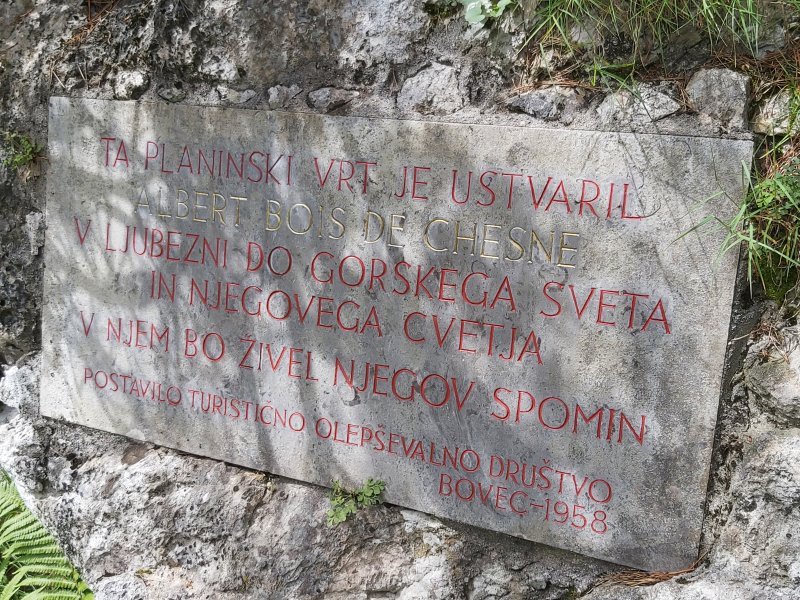 TA PLANINSKI VRT JE USTVARIL
ALBERT BOIS DE CHESNE
V LJUBEZNI DO GORSKEGA SVETA
IN NJEGOVEGA CVETJA
V NJEM BO ŽIVEL NJEGOV SPOMIN
POSTAVILO TURISTIČNO OLEPŠEVALNO DRUŠTVO
BOVEC-1958